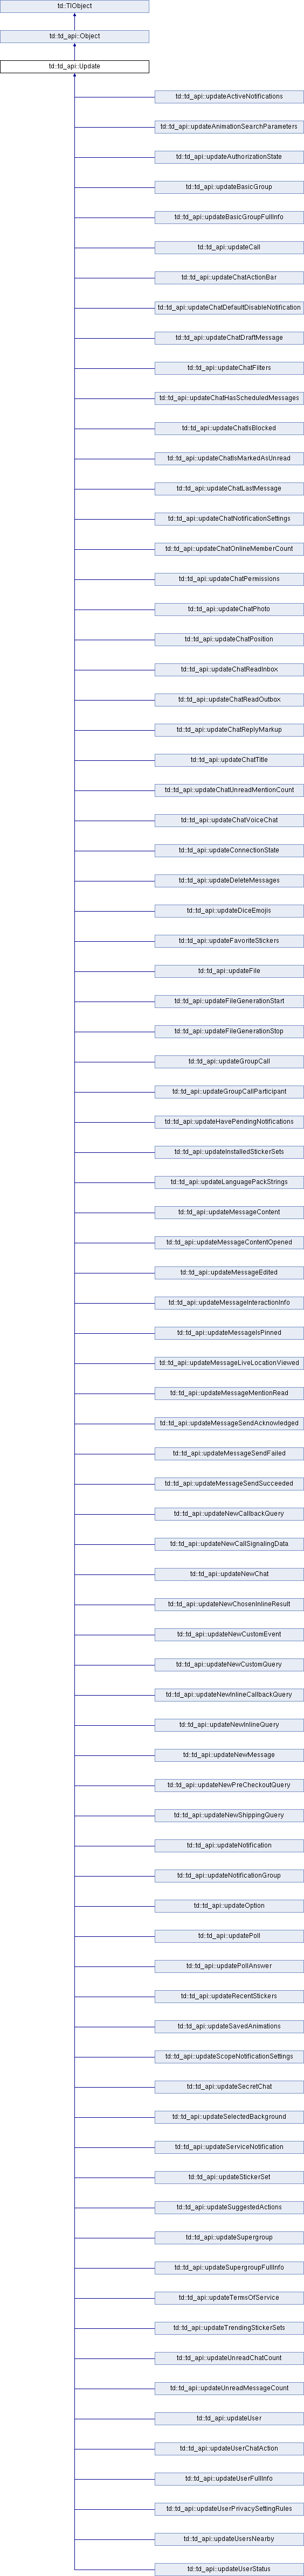 td::TlObject
td::td_api::Object
td::td_api::Update
td::td_api::updateActiveNotifications
td::td_api::updateAnimationSearchParameters
td::td_api::updateAuthorizationState
td::td_api::updateBasicGroup
td::td_api::updateBasicGroupFullInfo
td::td_api::updateCall
td::td_api::updateChatActionBar
td::td_api::updateChatDefaultDisableNotification
td::td_api::updateChatDraftMessage
td::td_api::updateChatFilters
td::td_api::updateChatHasScheduledMessages
td::td_api::updateChatIsBlocked
td::td_api::updateChatIsMarkedAsUnread
td::td_api::updateChatLastMessage
td::td_api::updateChatNotificationSettings
td::td_api::updateChatOnlineMemberCount
td::td_api::updateChatPermissions
td::td_api::updateChatPhoto
td::td_api::updateChatPosition
td::td_api::updateChatReadInbox
td::td_api::updateChatReadOutbox
td::td_api::updateChatReplyMarkup
td::td_api::updateChatTitle
td::td_api::updateChatUnreadMentionCount
td::td_api::updateChatVoiceChat
td::td_api::updateConnectionState
td::td_api::updateDeleteMessages
td::td_api::updateDiceEmojis
td::td_api::updateFavoriteStickers
td::td_api::updateFile
td::td_api::updateFileGenerationStart
td::td_api::updateFileGenerationStop
td::td_api::updateGroupCall
td::td_api::updateGroupCallParticipant
td::td_api::updateHavePendingNotifications
td::td_api::updateInstalledStickerSets
td::td_api::updateLanguagePackStrings
td::td_api::updateMessageContent
td::td_api::updateMessageContentOpened
td::td_api::updateMessageEdited
td::td_api::updateMessageInteractionInfo
td::td_api::updateMessageIsPinned
td::td_api::updateMessageLiveLocationViewed
td::td_api::updateMessageMentionRead
td::td_api::updateMessageSendAcknowledged
td::td_api::updateMessageSendFailed
td::td_api::updateMessageSendSucceeded
td::td_api::updateNewCallbackQuery
td::td_api::updateNewCallSignalingData
td::td_api::updateNewChat
td::td_api::updateNewChosenInlineResult
td::td_api::updateNewCustomEvent
td::td_api::updateNewCustomQuery
td::td_api::updateNewInlineCallbackQuery
td::td_api::updateNewInlineQuery
td::td_api::updateNewMessage
td::td_api::updateNewPreCheckoutQuery
td::td_api::updateNewShippingQuery
td::td_api::updateNotification
td::td_api::updateNotificationGroup
td::td_api::updateOption
td::td_api::updatePoll
td::td_api::updatePollAnswer
td::td_api::updateRecentStickers
td::td_api::updateSavedAnimations
td::td_api::updateScopeNotificationSettings
td::td_api::updateSecretChat
td::td_api::updateSelectedBackground
td::td_api::updateServiceNotification
td::td_api::updateStickerSet
td::td_api::updateSuggestedActions
td::td_api::updateSupergroup
td::td_api::updateSupergroupFullInfo
td::td_api::updateTermsOfService
td::td_api::updateTrendingStickerSets
td::td_api::updateUnreadChatCount
td::td_api::updateUnreadMessageCount
td::td_api::updateUser
td::td_api::updateUserChatAction
td::td_api::updateUserFullInfo
td::td_api::updateUserPrivacySettingRules
td::td_api::updateUsersNearby
td::td_api::updateUserStatus